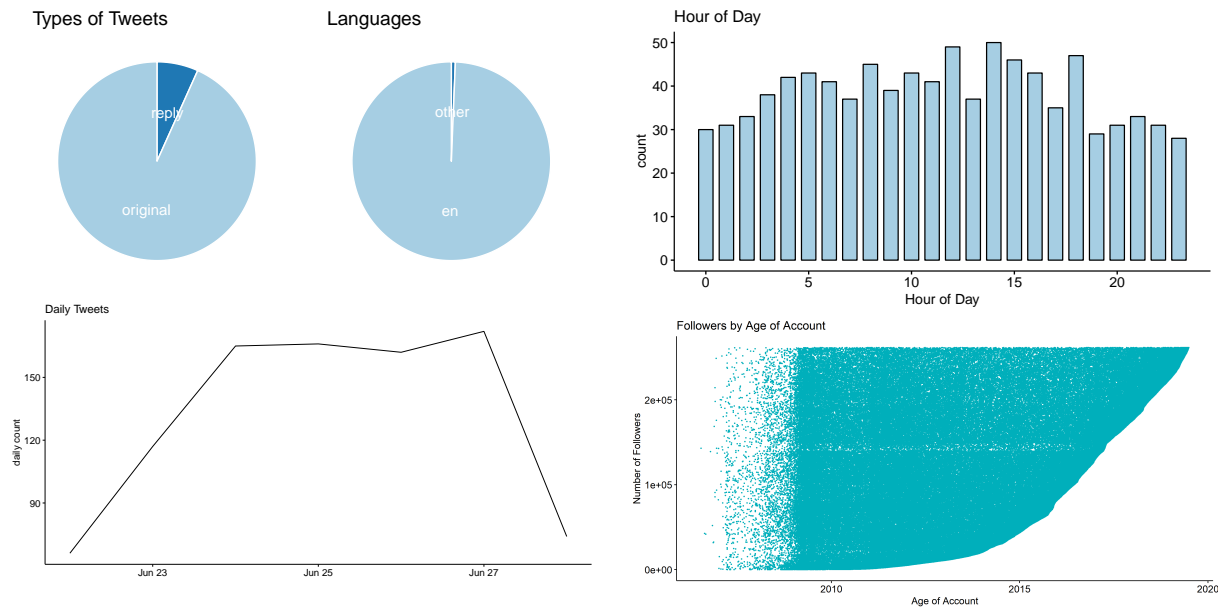 Types of Tweets
reply
original
Languages
other
en
Hour of Day
count
50
40
30
20
10
0
0 5 10 15 20
Hour of Day
Daily Tweets
daily count
150
120
90
Jun 23 Jun 25 Jun 27
Followers by Age of Account
Number of Followers
2e+05
1e+05
0e+00
2010 2015 2020
Age of Account